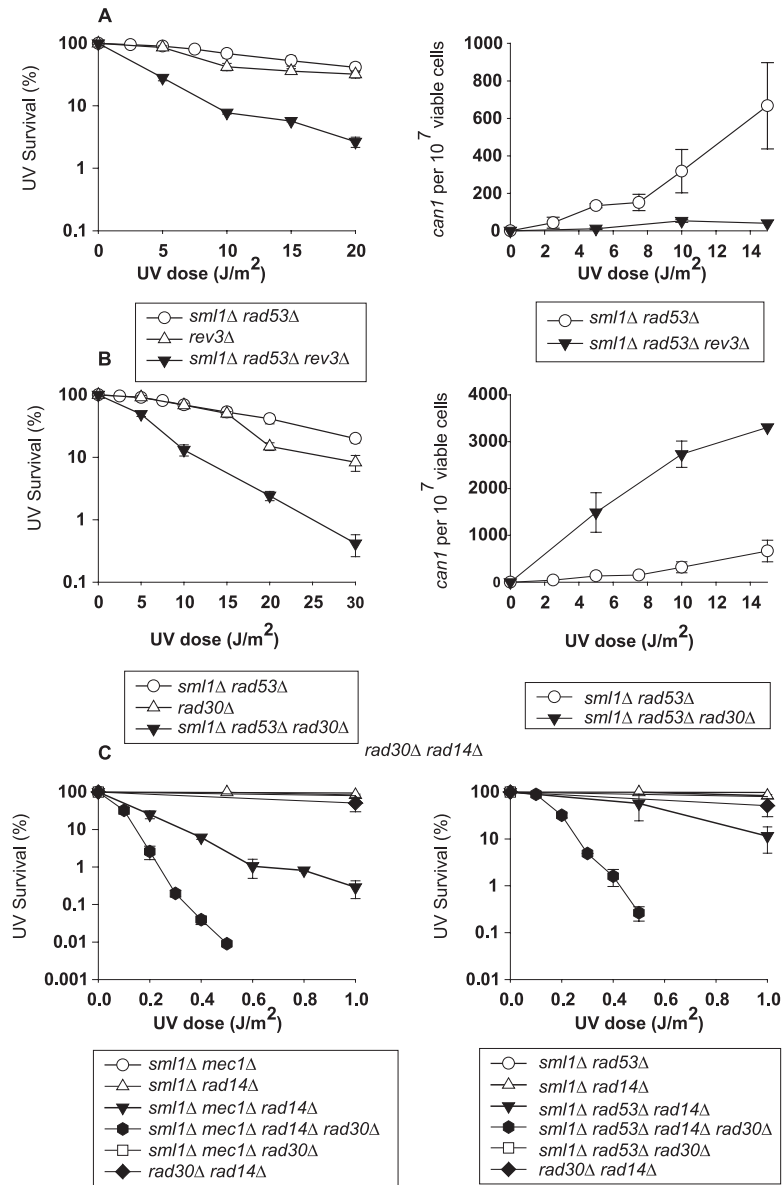 A
UV Survival (%)
100
10
1
0.1
0 5 10 15 20
UV dose (J/m²)
can1 per 10⁷ viable cells
1000
800
600
400
200
0
0 2 4 6 8 10 12 14
UV dose (J/m²)
sml1Δ rad53Δ
rev3Δ
sml1Δ rad53Δ rev3Δ
sml1Δ rad53Δ
sml1Δ rad53Δ rev3Δ
B
UV Survival (%)
100
10
1
0.1
0 5 10 15 20 25 30
UV dose (J/m²)
can1 per 10⁷ viable cells
4000
3000
2000
1000
0
0 2 4 6 8 10 12 14
UV dose (J/m²)
sml1Δ rad53Δ
rad30Δ
sml1Δ rad53Δ rad30Δ
sml1Δ rad53Δ
sml1Δ rad53Δ rad30Δ
C
rad30Δ rad14Δ
UV Survival (%)
100
10
1
0.1
0.01
0.001
0.0 0.2 0.4 0.6 0.8 1.0
UV dose (J/m²)
UV Survival (%)
100
10
1
0.1
0.01
0.0 0.2 0.4 0.6 0.8 1.0
UV dose (J/m²)
sml1Δ mec1Δ
sml1Δ rad14Δ
sml1Δ mec1Δ rad14Δ
sml1Δ mec1Δ rad14Δ rad30Δ
sml1Δ mec1Δ rad30Δ
rad30Δ rad14Δ
sml1Δ rad53Δ
sml1Δ rad14Δ
sml1Δ rad53Δ rad14Δ
sml1Δ rad53Δ rad14Δ rad30Δ
sml1Δ rad53Δ rad30Δ
rad30Δ rad14Δ